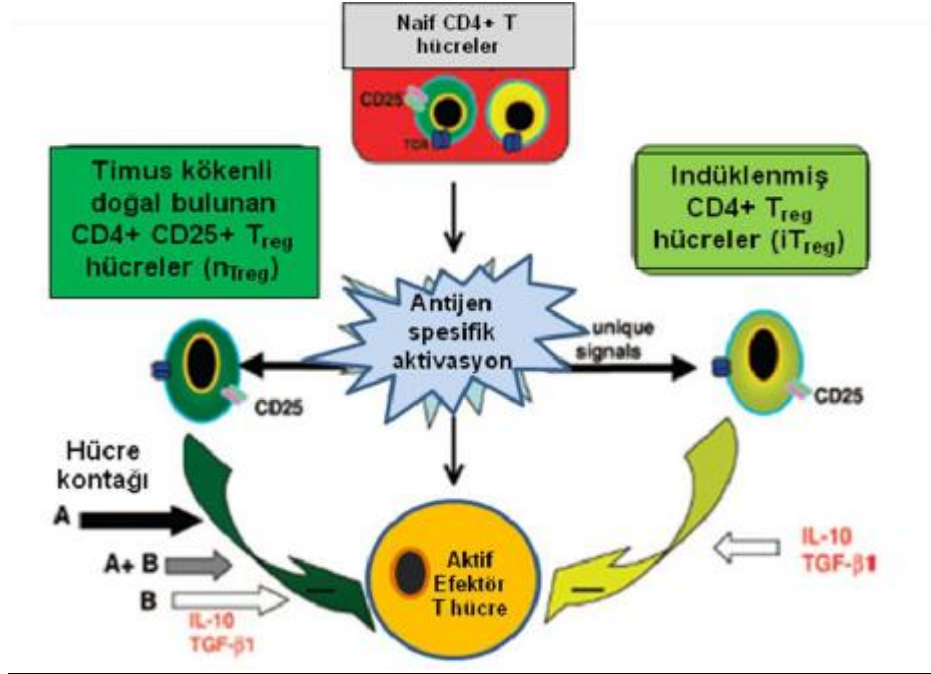 Naif CD4+ T
hücreler
CD25
TCR
Timus kökenli
doğal bulunan
CD4+ CD25+ Treg
hücreler (nTreg)
Indüklenmiş
CD4+ Treg
hücreler (iTreg)
Antijen
spesifik
aktivasyon
unique
signals
CD25
CD25
Hücre
kontağı
A
A+ B
B
IL-10
TGF-β1
Aktif
Efektör
T hücre
IL-10
TGF-β1